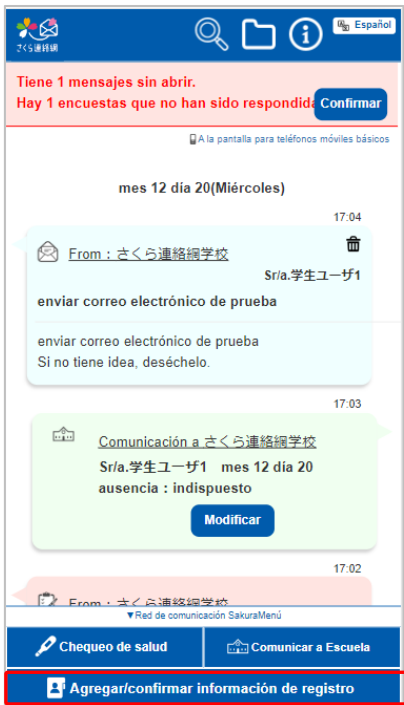 さくら連絡網
Español
Tiene 1 mensajes sin abrir.
Hay 1 encuestas que no han sido respondida
Confirmar
A la pantalla para teléfonos móviles básicos
mes 12 día 20(Miércoles)
17:04
From：さくら連絡網学校
Sr/a.学生ユーザ1
enviar correo electrónico de prueba
enviar correo electrónico de prueba
Si no tiene idea, deséchelo.
17:03
Comunicación a さくら連絡網学校
Sr/a.学生ユーザ1 mes 12 día 20
ausencia：indispuesto
Modificar
17:02
From：さくら連絡網学校
▼Red de comunicación SakuraMenú
Chequeo de salud
Comunicar a Escuela
Agregar/confirmar información de registro